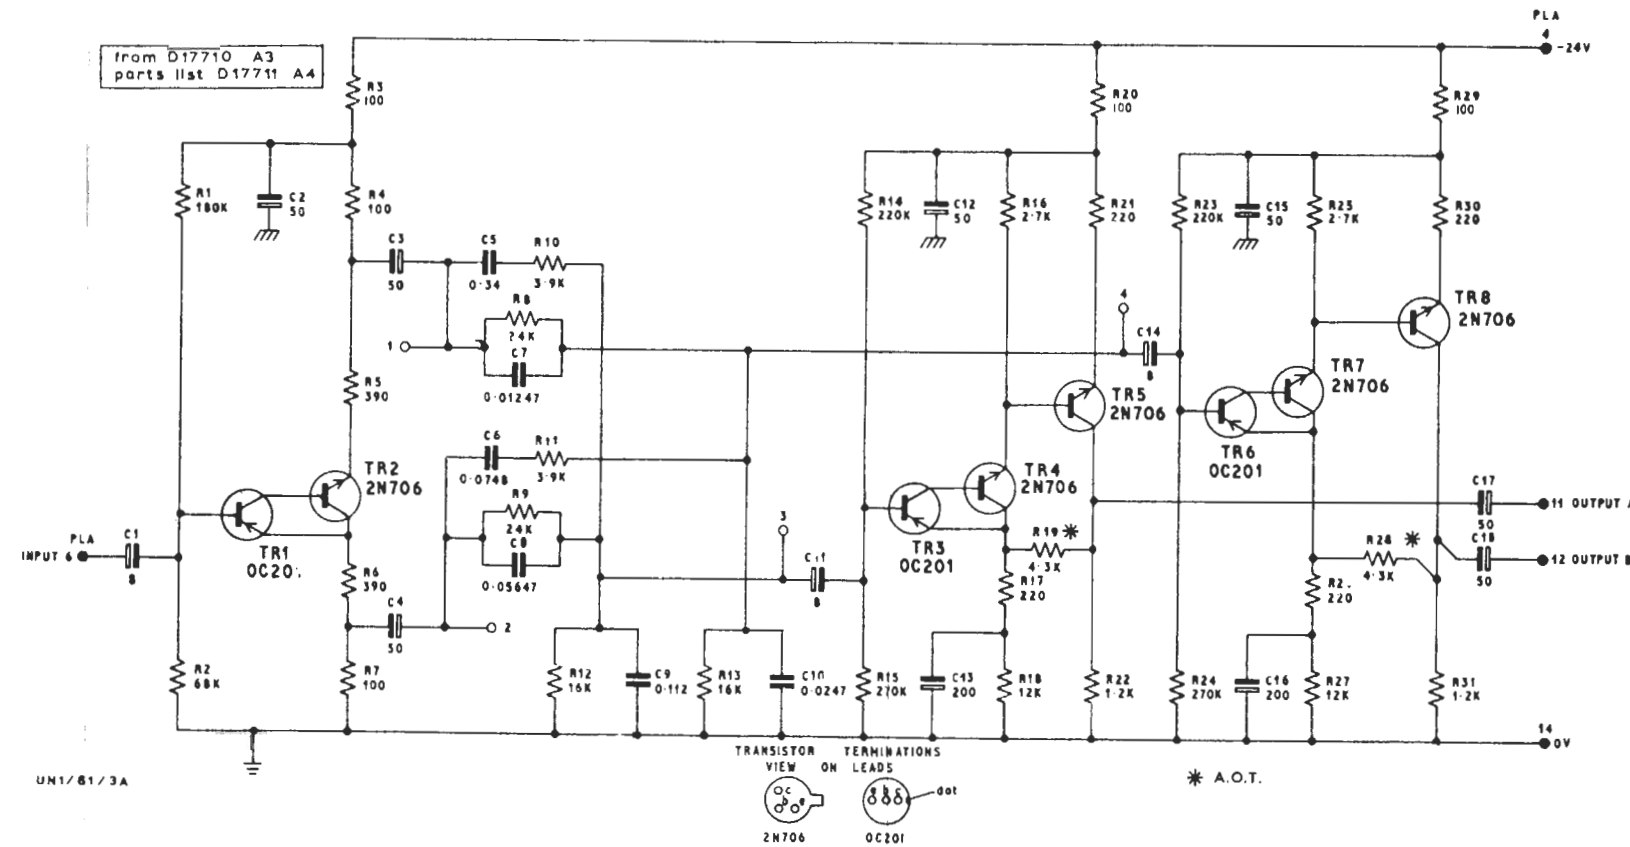 PLA
4
-24V
from D17710 A3
parts list D17711 A4
R3
100
R20
100
R29
100
R1
180K
C2
50
R4
100
R14
220K
C12
50
R16
2.7K
R21
220
R23
220K
C15
50
R25
2.7K
R30
220
C3
50
C5
0.34
R10
3.9K
R8
24K
C7
0.01247
1
4
C14
8
TR8
2N706
R5
390
TR5
2N706
TR7
2N706
TR6
OC201
C6
0.0748
R11
3.9K
R9
24K
C8
0.05647
TR2
2N706
TR1
TR4
2N706
TR3
OC201
3
R19 *
4.3K
C17
50
11 OUTPUT A
PLA
INPUT 6
C1
8
R6
390
C4
50
2
C11
8
R17
220
R28 *
4.3K
C18
50
12 OUTPUT B
220
R2
68K
R7
100
R12
16K
C9
0.112
R13
16K
C10
0.0247
R15
270K
C13
200
R18
12K
R22
1.2K
R24
270K
C16
200
R27
12K
R31
1.2K
14
0V
TRANSISTOR TERMINATIONS
VIEW ON LEADS
c
b e
2N706
e b c
dot
OC201
* A.O.T.
UN1/61/3A